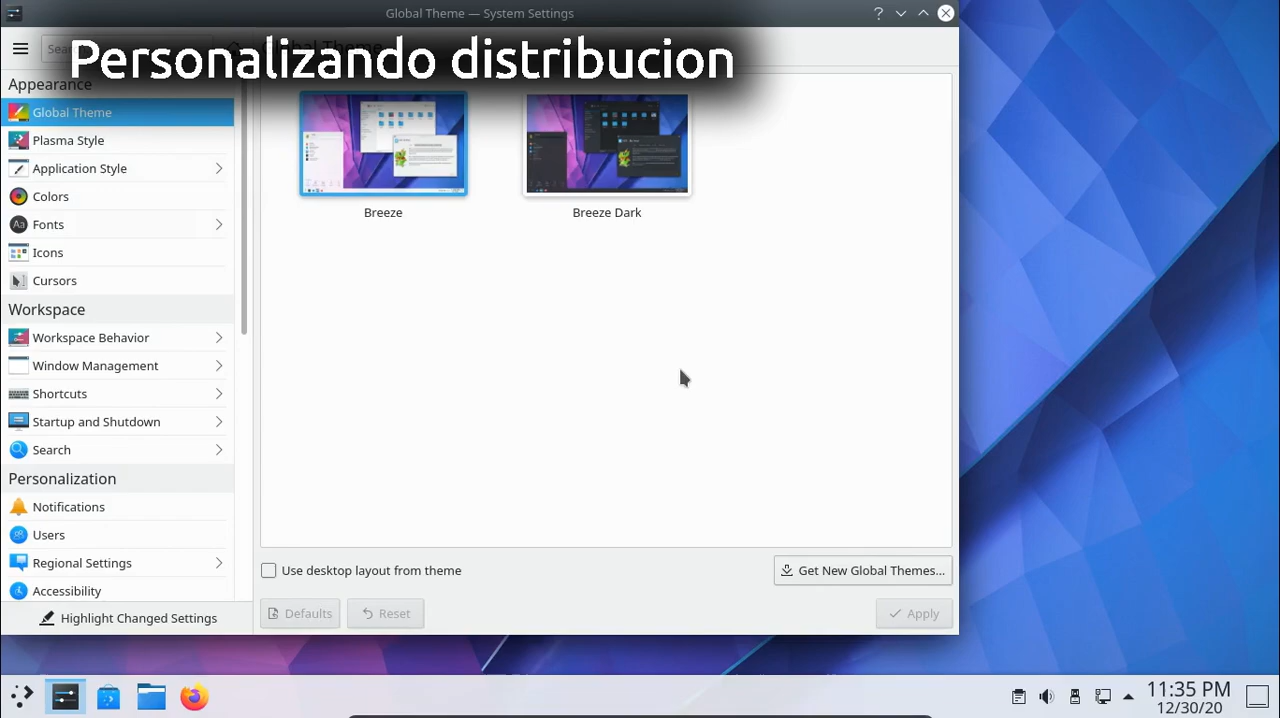 Global Theme — System Settings
Personalizando distribucion
Appearance
Global Theme
Plasma Style
Application Style
Colors
Fonts
Icons
Cursors
Workspace
Workspace Behavior
Window Management
Shortcuts
Startup and Shutdown
Search
Personalization
Notifications
Users
Regional Settings
Accessibility
Highlight Changed Settings
Breeze
Breeze Dark
Use desktop layout from theme
Get New Global Themes...
Defaults
Reset
Apply
11:35 PM
12/30/20